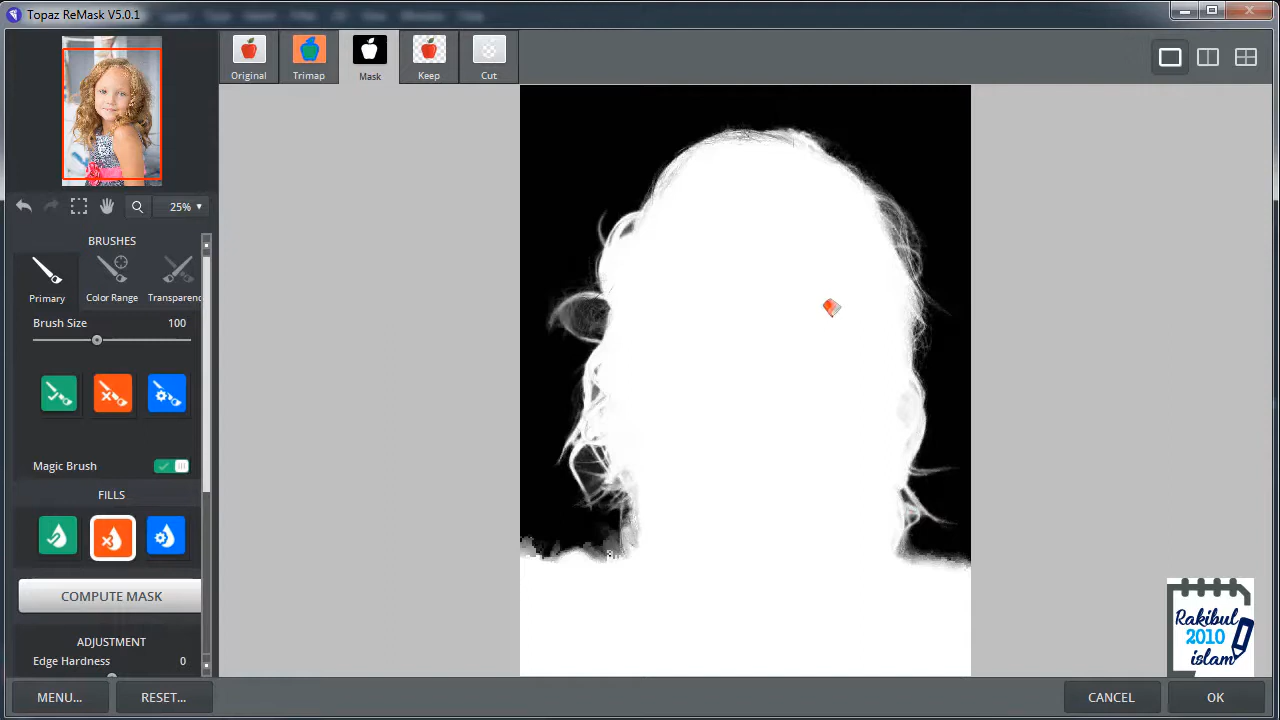 Topaz ReMask V5.0.1
Original
Trimap
Mask
Keep
Cut
25%
BRUSHES
Primary
Color Range
Transparenc
Brush Size 100
Magic Brush
FILLS
COMPUTE MASK
ADJUSTMENT
Edge Hardness 0
MENU...
RESET...
CANCEL
OK
Rakibul
2010
islam